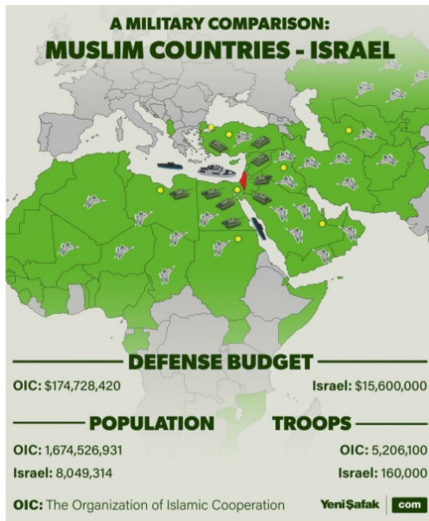 A MILITARY COMPARISON:
MUSLIM COUNTRIES - ISRAEL
DEFENSE BUDGET
OIC: $174,728,420
Israel: $15,600,000
POPULATION
OIC: 1,674,526,931
Israel: 8,049,314
TROOPS
OIC: 5,206,100
Israel: 160,000
OIC: The Organization of Islamic Cooperation
YeniŞafak com